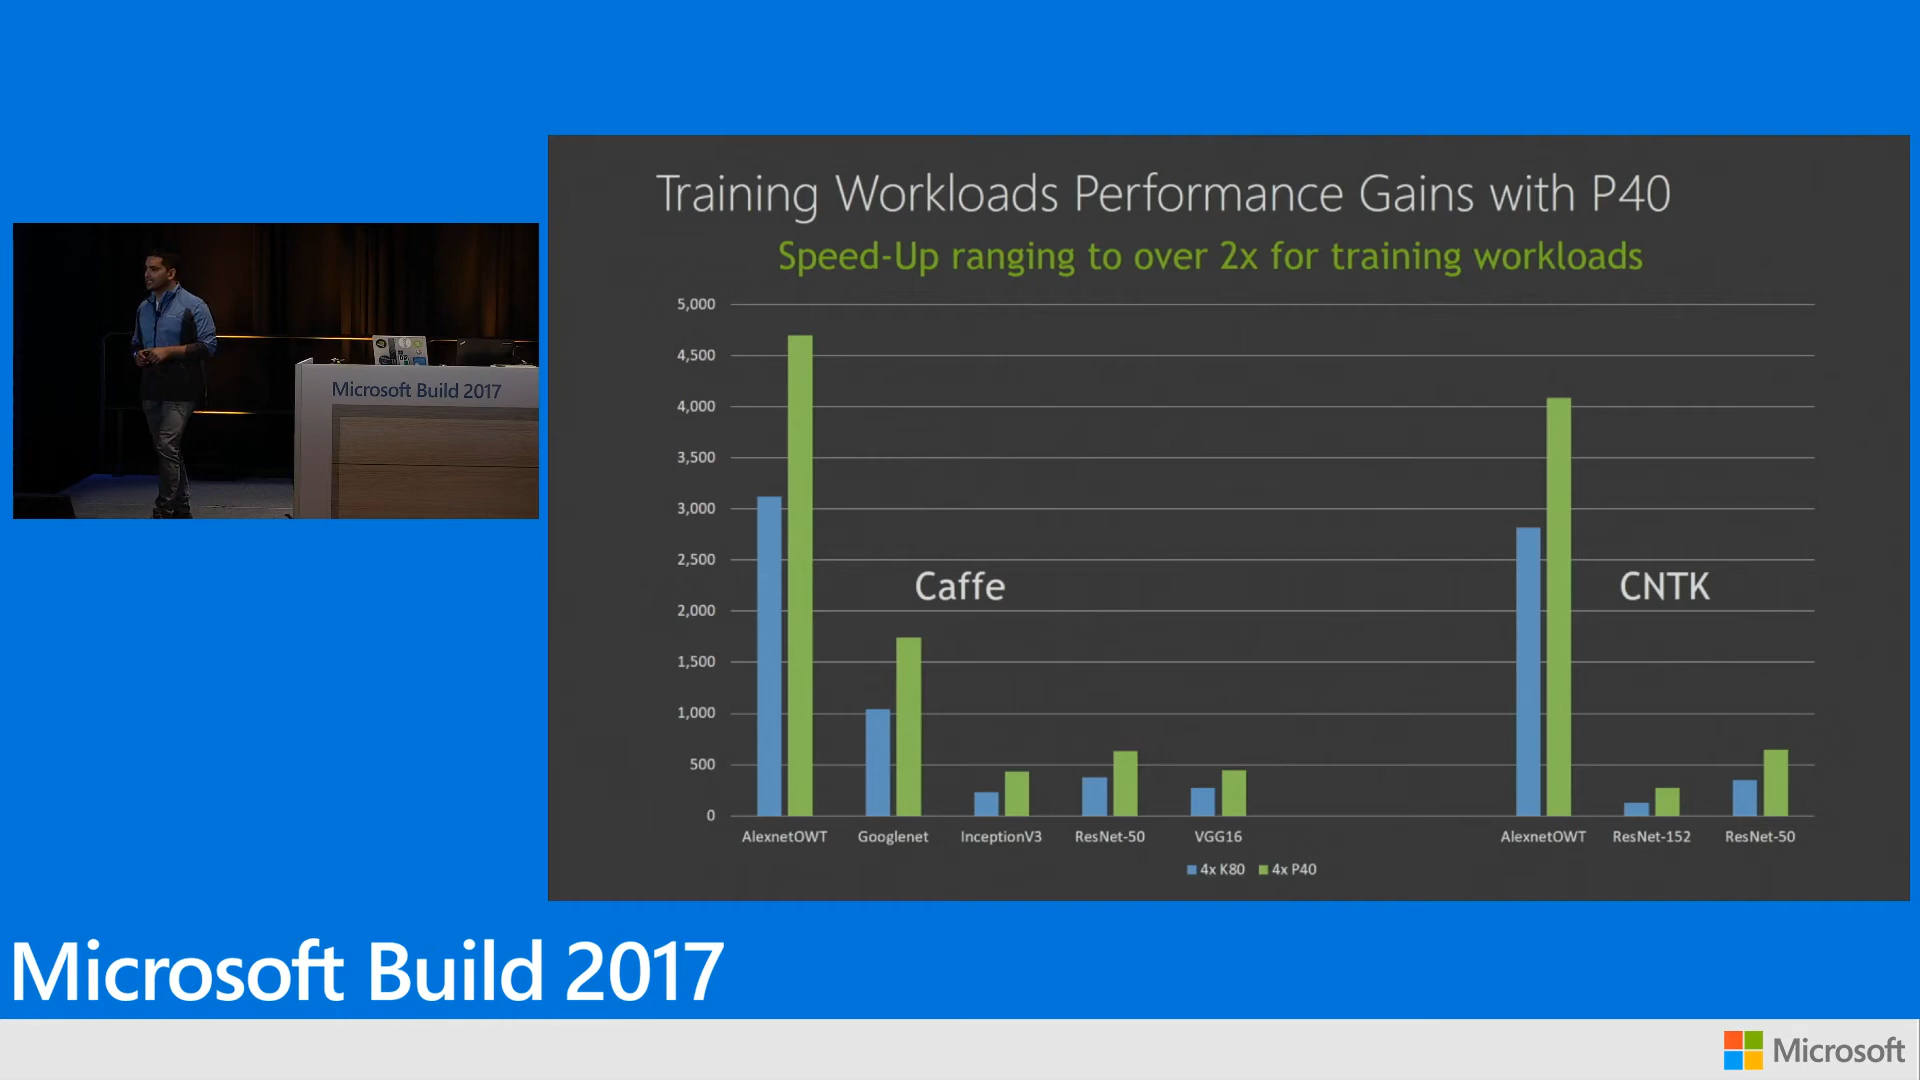 Training Workloads Performance Gains with P40
Speed-Up ranging to over 2x for training workloads
5,000
4,500
4,000
3,500
3,000
2,500
2,000
1,500
1,000
500
0
Caffe
CNTK
AlexnetOWT Googlenet InceptionV3 ResNet-50 VGG16 AlexnetOWT ResNet-152 ResNet-50
4x K80 4x P40
Microsoft Build 2017
Microsoft Build 2017
Microsoft